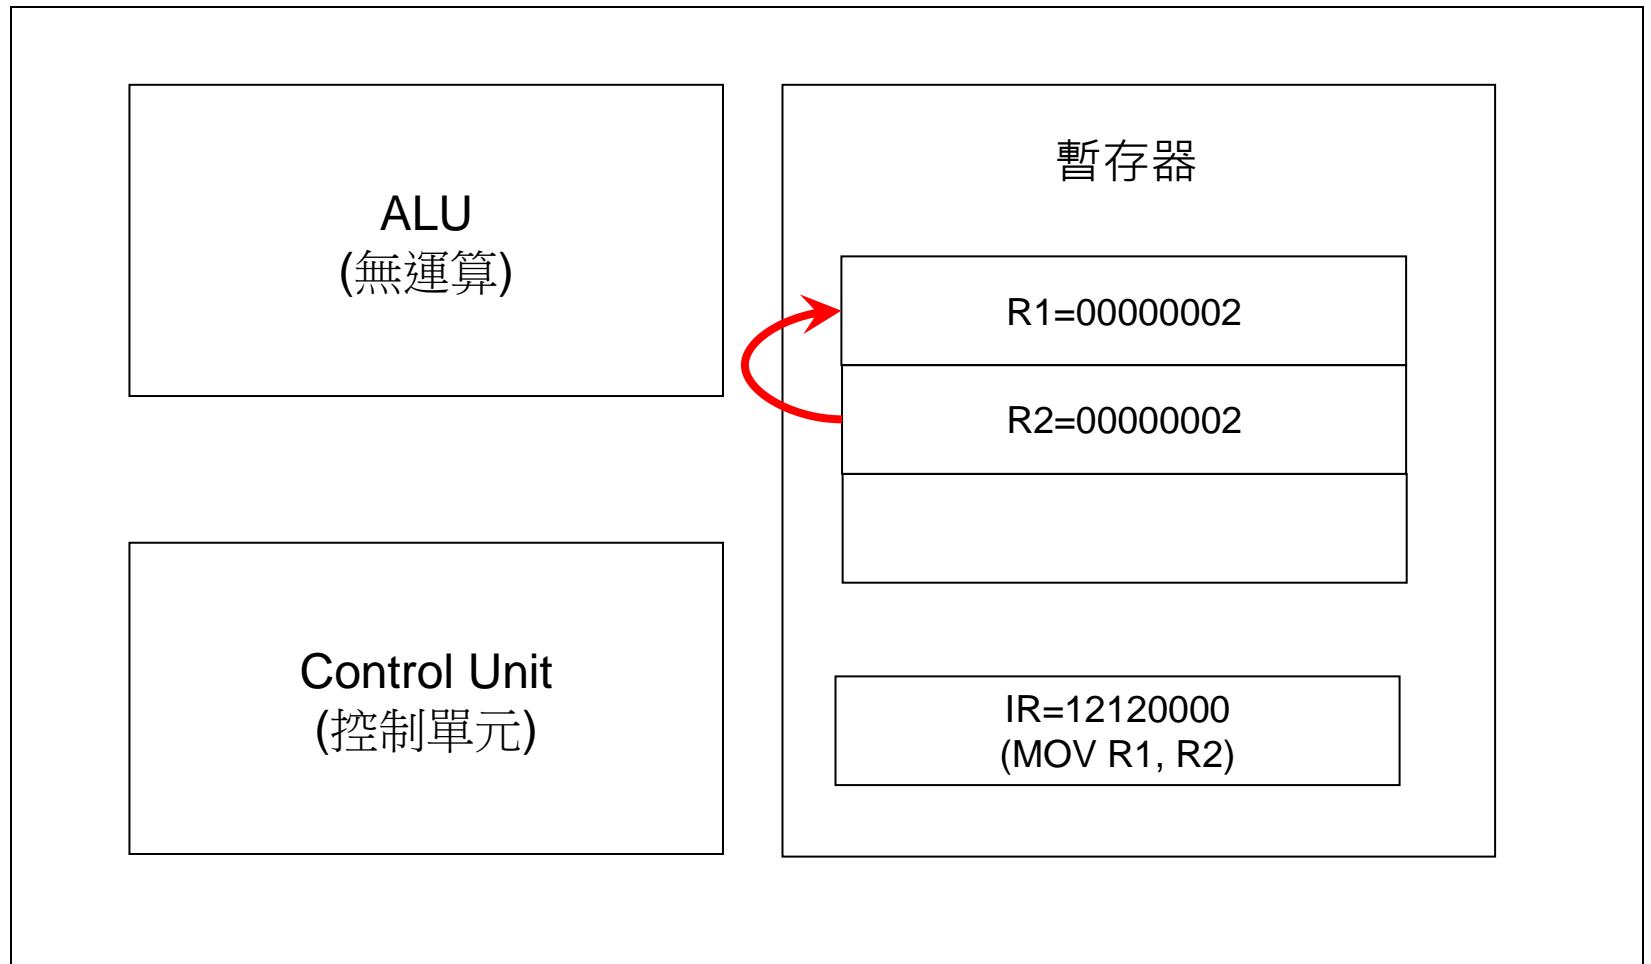 ALU
(無運算)
暫存器
R1=00000002
R2=00000002
Control Unit
(控制單元)
IR=12120000
(MOV R1, R2)